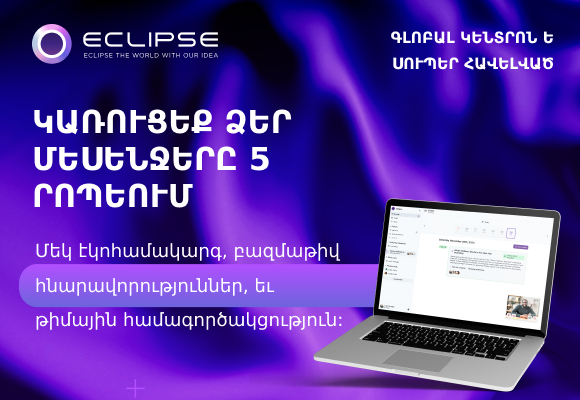 ECLIPSE
ECLIPSE THE WORLD WITH OUR IDEA
ԳԼՈԲԱԼ ԿԵՆՏՐՈՆ Է
ՍՈՒՊԵՐ ՀԱՎԵԼՎԱԾ
ԿԱՌՈՒՑԵՔ ՁԵՐ
ՄԵՍԵՆՋԵՐԸ 5
ՐՈՊԵՈՒՄ
Մեկ էկոհամակարգ, բազմաթիվ
հնարավորություններ, եւ
թիմային համագործակցություն: